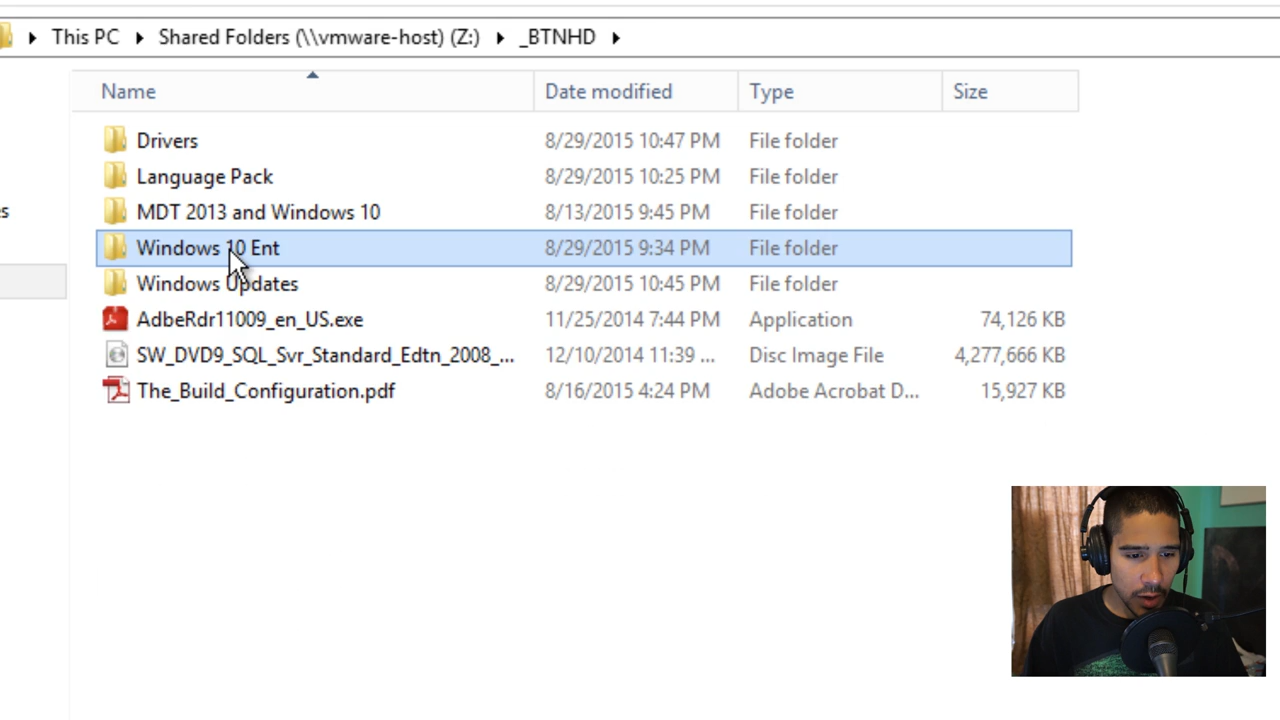 This PC Shared Folders (\\vmware-host) (Z:) _BTNHD
Name Date modified Type Size
Drivers 8/29/2015 10:47 PM File folder
Language Pack 8/29/2015 10:25 PM File folder
s
MDT 2013 and Windows 10 8/13/2015 9:45 PM File folder
Windows 10 Ent 8/29/2015 9:34 PM File folder
Windows Updates 8/29/2015 10:45 PM File folder
AdbeRdr11009_en_US.exe 11/25/2014 7:44 PM Application 74,126 KB
SW_DVD9_SQL_Svr_Standard_Edtn_2008_... 12/10/2014 11:39 ... Disc Image File 4,277,666 KB
The_Build_Configuration.pdf 8/16/2015 4:24 PM Adobe Acrobat D... 15,927 KB